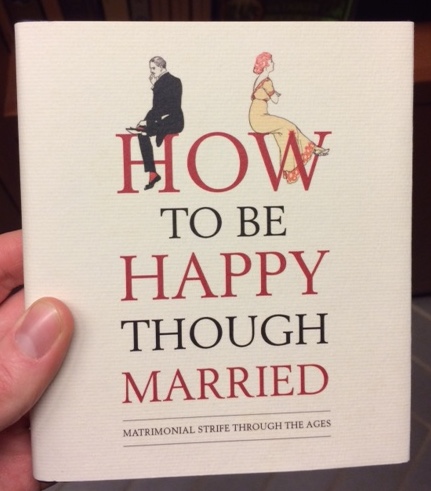 HOW
TO BE
HAPPY
THOUGH
MARRIED
MATRIMONIAL STRIFE THROUGH THE AGES